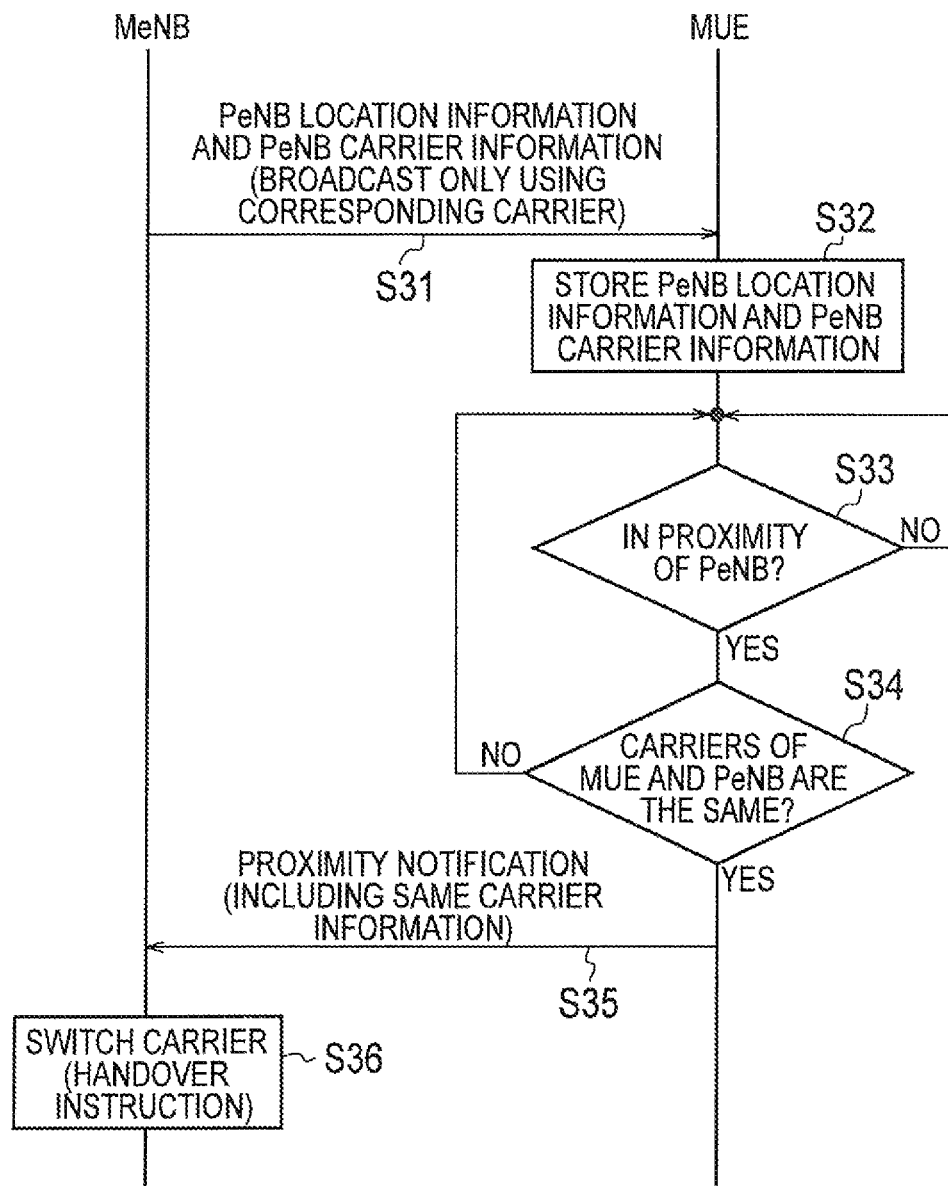 MeNB
MUE
PeNB LOCATION INFORMATION
AND PeNB CARRIER INFORMATION
(BROADCAST ONLY USING
CORRESPONDING CARRIER)
S31
S32
STORE PeNB LOCATION
INFORMATION AND PeNB
CARRIER INFORMATION
S33
IN PROXIMITY
OF PeNB?
NO
YES
S34
CARRIERS OF
MUE AND PeNB ARE
THE SAME?
NO
YES
PROXIMITY NOTIFICATION
(INCLUDING SAME CARRIER
INFORMATION)
S35
SWITCH CARRIER
(HANDOVER
INSTRUCTION)
S36